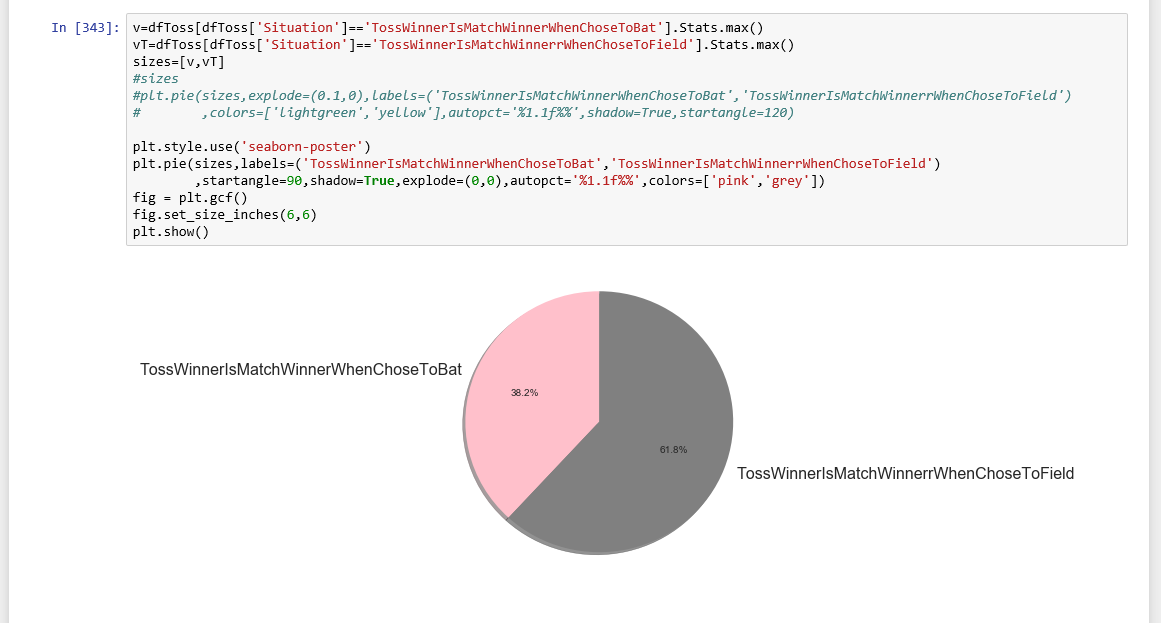 In [343]: v=dfToss[dfToss['Situation']=='TossWinnerIsMatchWinnerWhenChoseToBat'].Stats.max()
vT=dfToss[dfToss['Situation']=='TossWinnerIsMatchWinnerrWhenChoseToField'].Stats.max()
sizes=[v,vT]
#sizes
#plt.pie(sizes,explode=(0.1,0),labels=('TossWinnerIsMatchWinnerWhenChoseToBat','TossWinnerIsMatchWinnerrWhenChoseToField')
#        ,colors=['lightgreen','yellow'],autopct='%1.1f%%',shadow=True,startangle=120)
plt.style.use('seaborn-poster')
plt.pie(sizes,labels=('TossWinnerIsMatchWinnerWhenChoseToBat','TossWinnerIsMatchWinnerrWhenChoseToField')
        ,startangle=90,shadow=True,explode=(0,0),autopct='%1.1f%%',colors=['pink','grey'])
fig = plt.gcf()
fig.set_size_inches(6,6)
plt.show()
TossWinnerIsMatchWinnerWhenChoseToBat
38.2%
61.8%
TossWinnerIsMatchWinnerrWhenChoseToField